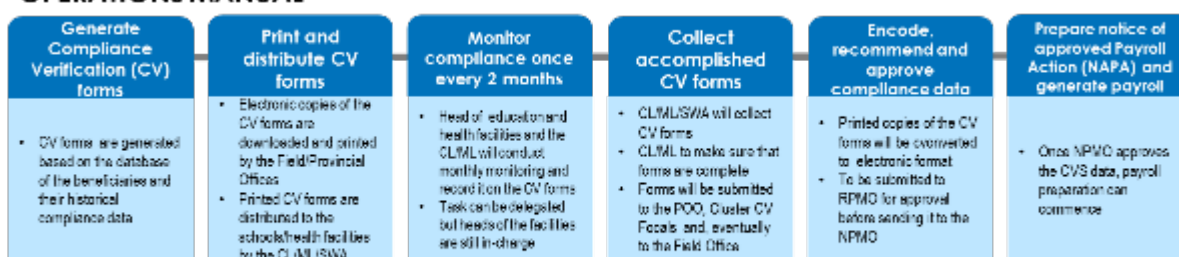 OPERATIONS MANUAL
Generate
Compliance
Verification (CV)
forms
• CV forms are generated
based on the database
of the beneficiaries and
their historical
compliance data
Print and
distribute CV
forms
• Electronic copies of the
CV forms are
downloaded and printed
by the Field/Provincial
Offices
• Printed CV forms are
distributed to the
schools/health facilities
by the CL/ML/SWA
Monitor
compliance once
every 2 months
• Head of education and
health facilities and the
CL/ML will conduct
monthly monitoring and
record it on the CV forms
• Task can be delegated
but heads of the facilities
are still in-charge
Collect
accomplished
CV forms
• CL/ML/SWA will collect
CV forms
• CL/ML to make sure that
forms are complete
• Forms will be submitted
to the POO, Cluster CV
Focals and, eventually
to the Field Office
Encode,
recommend and
approve
compliance data
• Printed copies of the CV
forms will be cvonverted
to electronic format
• To be submitted to
RPMO for approval
before sending it to the
NPMO
Prepare notice of
approved Payroll
Action (NAPA) and
generate payroll
• Once NPMO approves
the CVS data, payroll
preparation can
commence